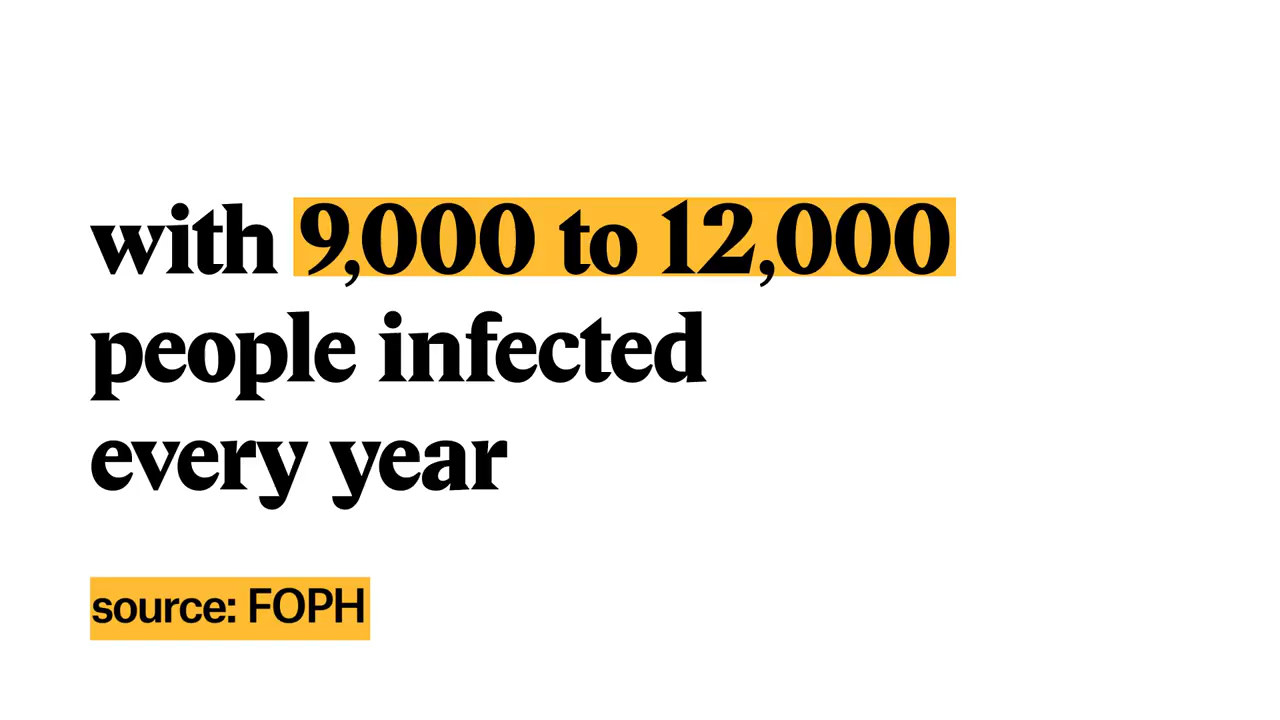 with 9,000 to 12,000
people infected
every year
source: FOPH